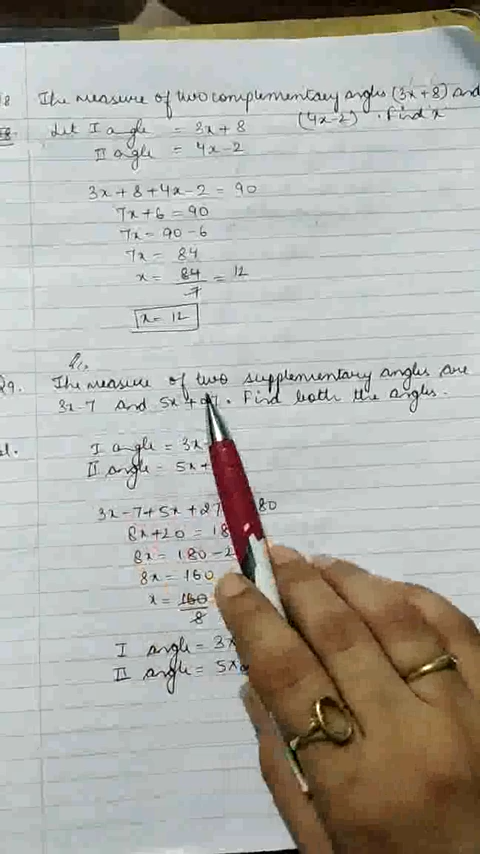 18 The measure of two complementary angles (3x+8) and
(4x-2). Find x
Let I angle = 3x+8
II angle = 4x-2
3x+8+4x-2 = 90
7x+6 = 90
7x = 90-6
7x = 84
x = 84/7 = 12
x = 12
Q9. The measure of two supplementary angles are
3x-7 and 5x+27. Find both the angles.
I angle = 3x
II angle = 5x+
3x-7+5x+27 80
8x+20 = 18
8x = 180-2
8x = 160
x = 160/8
I angle = 3x
II angle = 5x